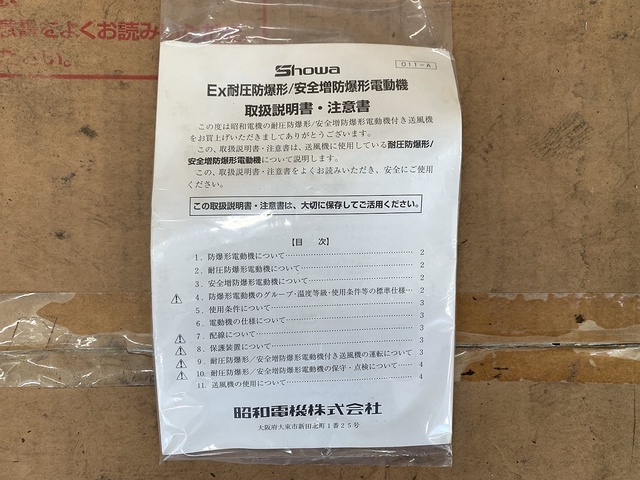 をよくお読み
ださい。
Showa
011-A
Ex耐圧防爆形/安全増防爆形電動機
取扱説明書・注意書
この度は昭和電機の耐圧防爆形/安全増防爆形電動機付き送風機
をお買上げいただきましてありがとうございます。
この、取扱説明書・注意書は、送風機に使用している耐圧防爆形/
安全増防爆形電動機について説明します。
この、取扱説明書・注意書をよくお読みいただき、安全にご使用
ください。
この取扱説明書・注意書は、大切に保存してご活用ください。
【目 次】
1. 防爆形電動機について 2
2. 耐圧防爆形電動機について 2
3. 安全増防爆形電動機について 2
4. 防爆形電動機のグループ・温度等級・使用条件等の標準仕様 2
5. 使用条件について 3
6. 電動機の仕様について 3
7. 配線について 3
8. 保護装置について 3
9. 耐圧防爆形/安全増防爆形電動機付き送風機の運転について 3
10. 耐圧防爆形/安全増防爆形電動機の保守・点検について 4
11. 送風機の使用について 4
昭和電機株式会社
大阪府大東市新田北町1番25号